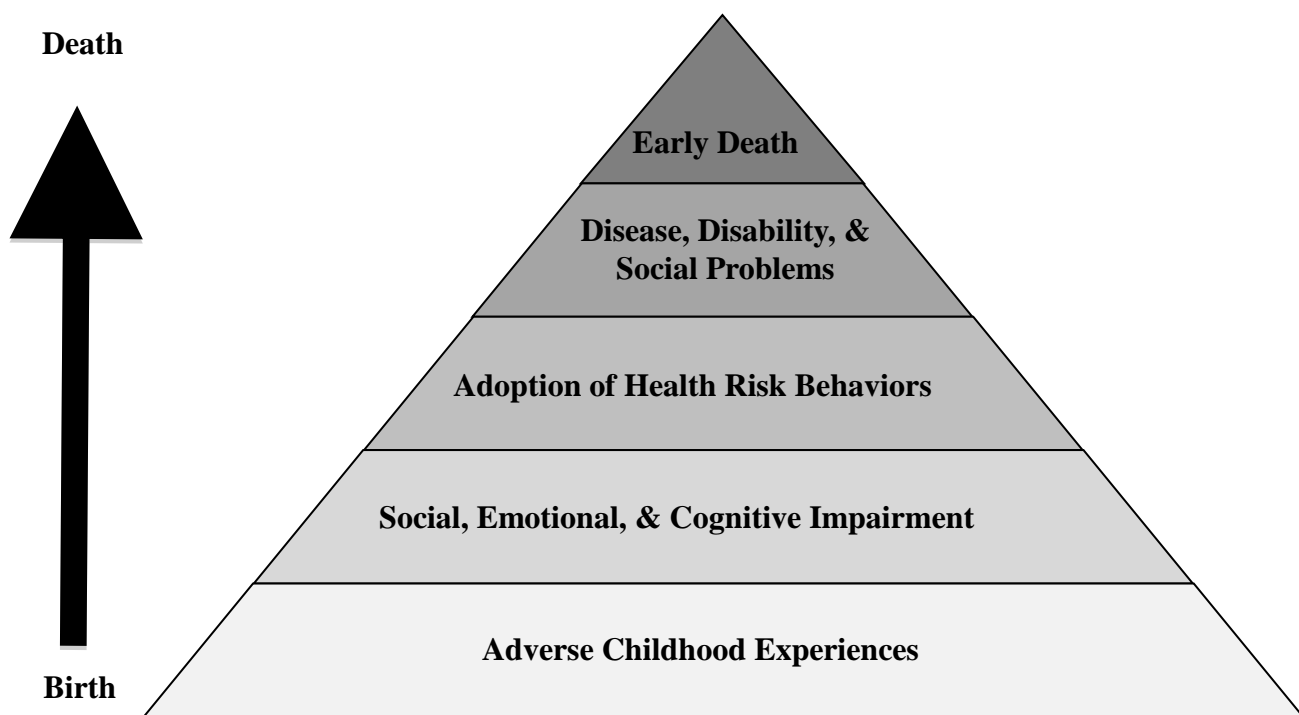 Death
Early Death
Disease, Disability, &
Social Problems
Adoption of Health Risk Behaviors
Social, Emotional, & Cognitive Impairment
Adverse Childhood Experiences
Birth